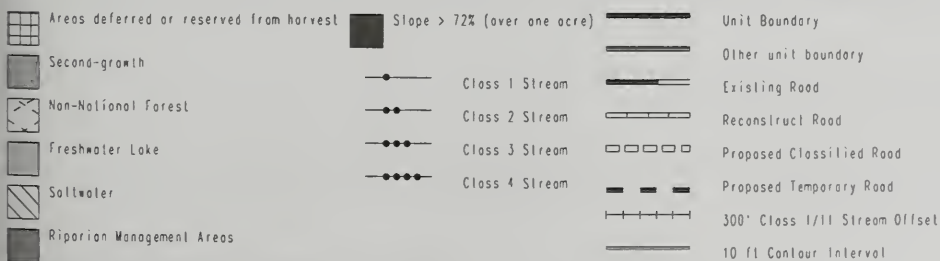 Areas deferred or reserved from harvest
Second-growth
Non-National Forest
Freshwater Lake
Saltwater
Riparian Management Areas
Slope > 72% (over one acre)
Class 1 Stream
Class 2 Stream
Class 3 Stream
Class 4 Stream
Unit Boundary
Other unit boundary
Existing Road
Reconstruct Road
Proposed Classified Road
Proposed Temporary Road
300' Class I/II Stream Offset
10 ft Contour Interval